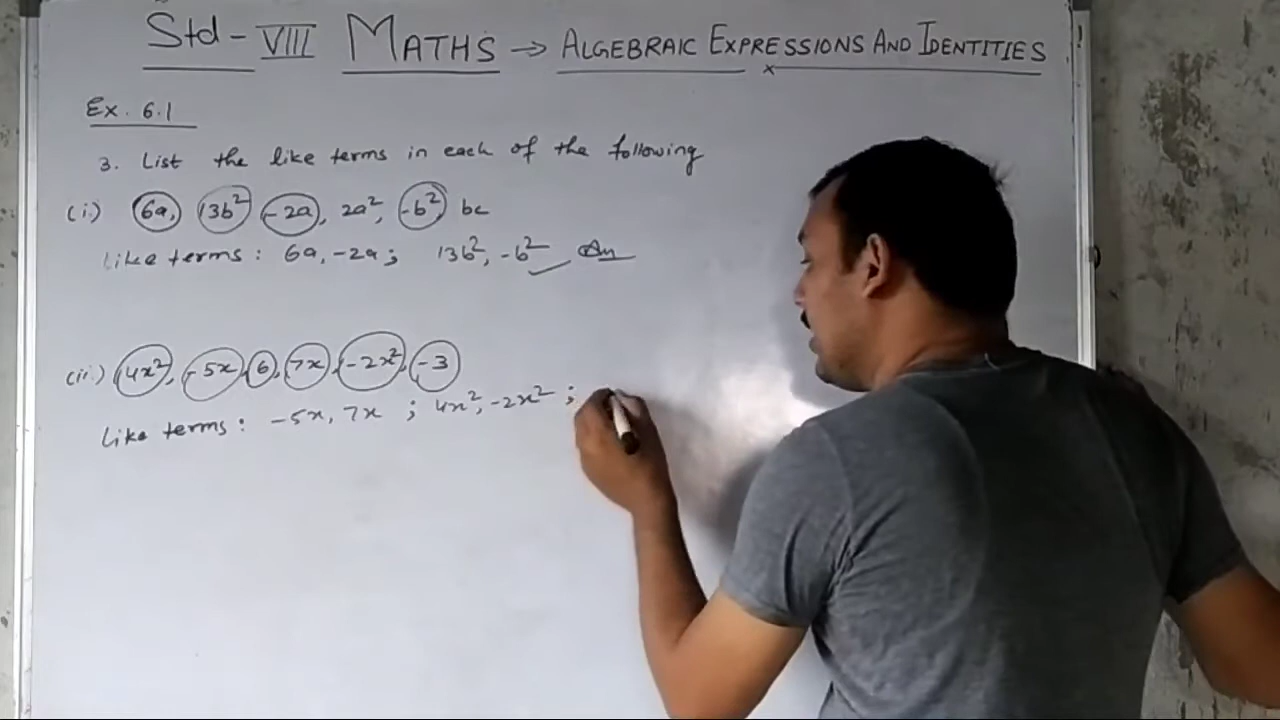 Std - VIII MATHS → ALGEBRAIC EXPRESSIONS AND IDENTITIES
Ex. 6.1
3. List the like terms in each of the following
(i.) 6a, 13b², -2a, 2a², -b² bc
Like terms : 6a, -2a ; 13b², -b² Ans
(ii.) 4x², -5x, 6, 7x, -2x², -3
Like terms : -5x, 7x ; 4x², -2x² ;